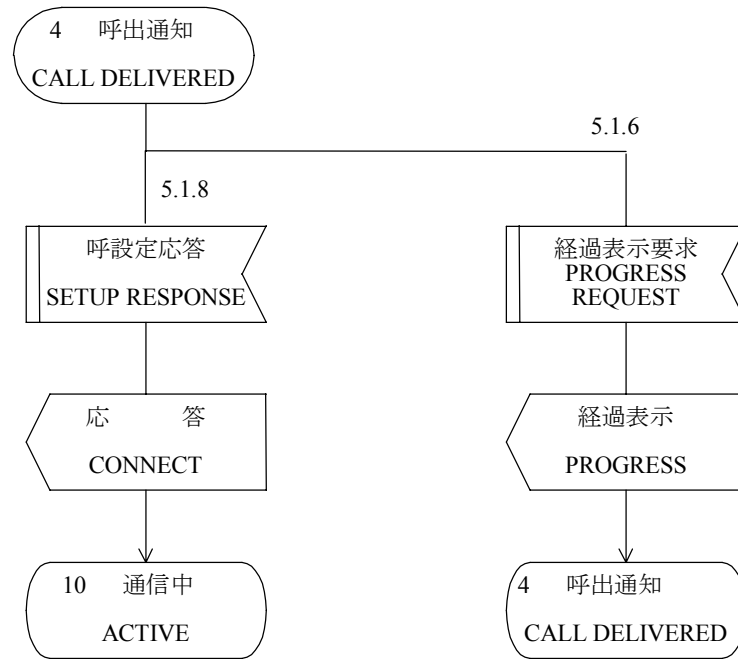 4 呼出通知
CALL DELIVERED
5.1.6
5.1.8
呼設定応答
SETUP RESPONSE
経過表示要求
PROGRESS
REQUEST
応 答
CONNECT
経過表示
PROGRESS
10 通信中
ACTIVE
4 呼出通知
CALL DELIVERED